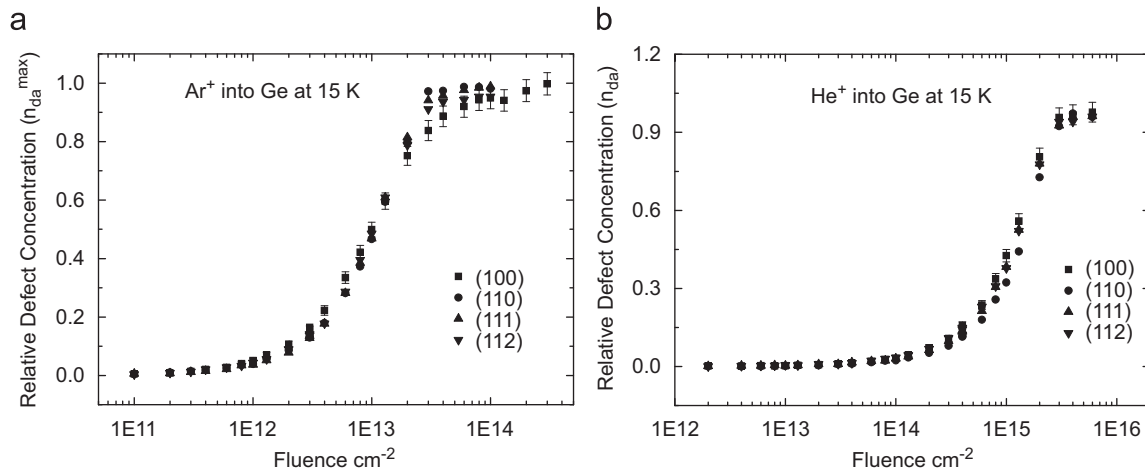 a
Relative Defect Concentration (n_da^max)
1.0
0.8
0.6
0.4
0.2
0.0
Ar+ into Ge at 15 K
(100)
(110)
(111)
(112)
1E11 1E12 1E13 1E14
Fluence cm-2
b
Relative Defect Concentration (n_da)
1.2
0.9
0.6
0.3
0.0
He+ into Ge at 15 K
(100)
(110)
(111)
(112)
1E12 1E13 1E14 1E15 1E16
Fluence cm-2